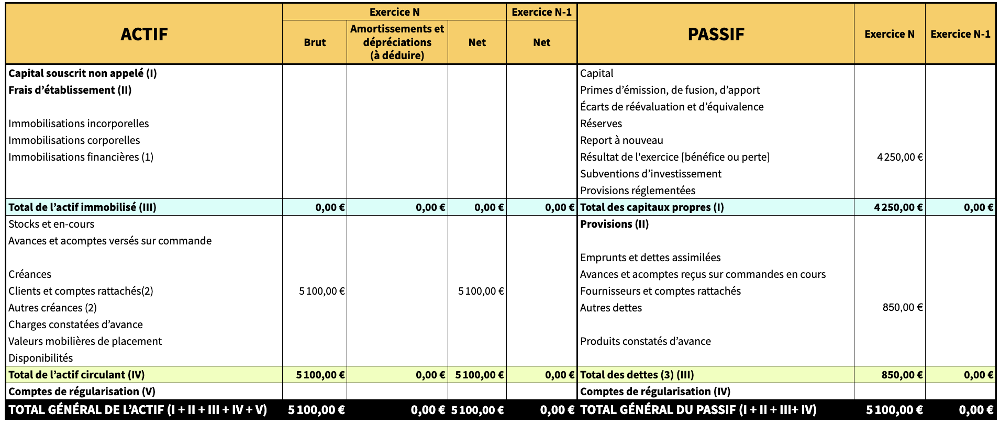 ACTIF Exercice N Exercice N-1 PASSIF Exercice N Exercice N-1
Brut Amortissements et dépréciations (à déduire) Net Net
Capital souscrit non appelé (I) Capital
Frais d’établissement (II) Primes d’émission, de fusion, d’apport
Écarts de réévaluation et d’équivalence
Immobilisations incorporelles Réserves
Immobilisations corporelles Report à nouveau
Immobilisations financières (1) Résultat de l'exercice [bénéfice ou perte] 4 250,00 €
Subventions d’investissement
Provisions réglementées
Total de l’actif immobilisé (III) 0,00 € 0,00 € 0,00 € 0,00 € Total des capitaux propres (I) 4 250,00 € 0,00 €
Stocks et en-cours Provisions (II)
Avances et acomptes versés sur commande
Emprunts et dettes assimilées
Créances Avances et acomptes reçus sur commandes en cours
Clients et comptes rattachés(2) 5 100,00 € 5 100,00 € Fournisseurs et comptes rattachés
Autres créances (2) Autres dettes 850,00 €
Charges constatées d’avance
Valeurs mobilières de placement Produits constatés d’avance
Disponibilités
Total de l’actif circulant (IV) 5 100,00 € 0,00 € 5 100,00 € 0,00 € Total des dettes (3) (III) 850,00 € 0,00 €
Comptes de régularisation (V) Comptes de régularisation (IV)
TOTAL GÉNÉRAL DE L’ACTIF (I + II + III + IV + V) 5 100,00 € 0,00 € 5 100,00 € 0,00 € TOTAL GÉNÉRAL DU PASSIF (I + II + III+ IV) 5 100,00 € 0,00 €